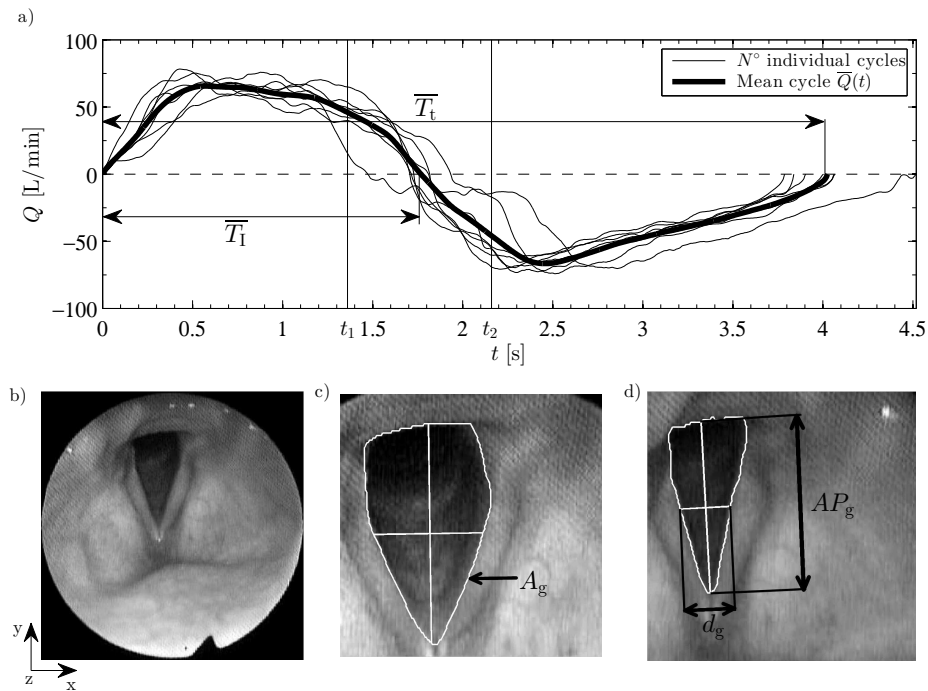 a)
100
50
0
−50
−100
Q [L/min]
N° individual cycles
Mean cycle Q̅(t)
T̅t
T̅I
0 0.5 1 t1 1.5 2 t2 2.5 3 3.5 4 4.5
t [s]
b)
c)
d)
Ag
APg
dg
y
z
x